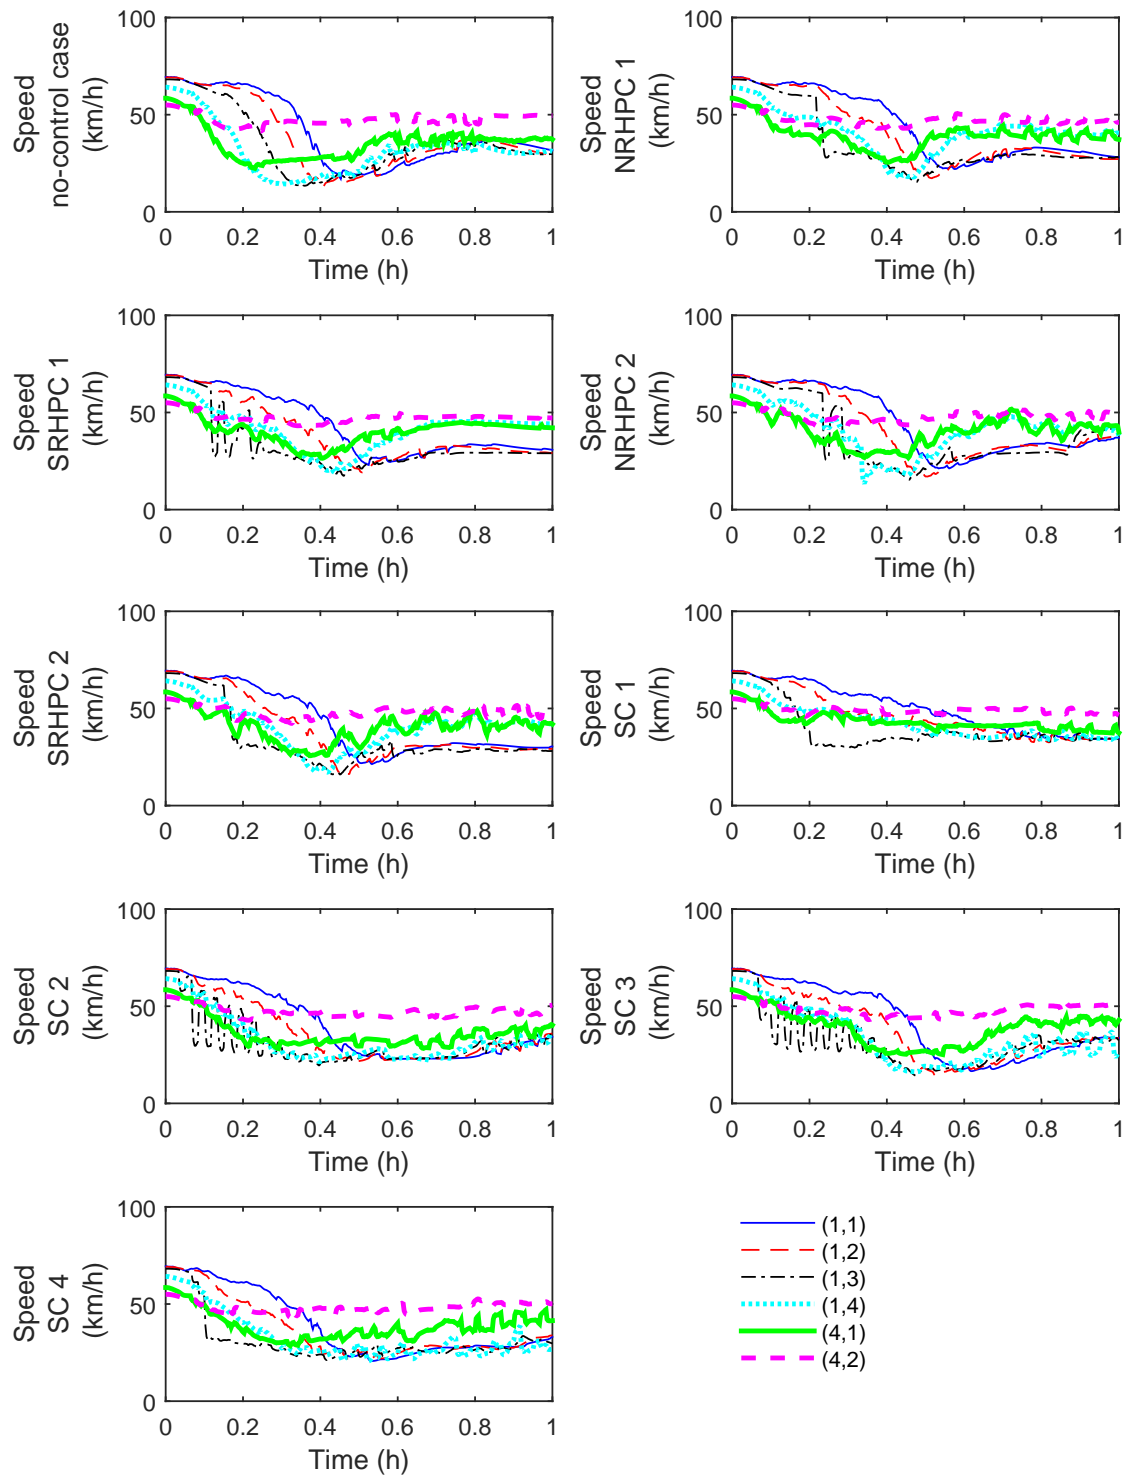 Speed
no-control case
(km/h)
100
50
0
0 0.2 0.4 0.6 0.8 1
Time (h)
Speed
NRHPC 1
(km/h)
100
50
0
0 0.2 0.4 0.6 0.8 1
Time (h)
Speed
SRHPC 1
(km/h)
100
50
0
0 0.2 0.4 0.6 0.8 1
Time (h)
Speed
NRHPC 2
(km/h)
100
50
0
0 0.2 0.4 0.6 0.8 1
Time (h)
Speed
SRHPC 2
(km/h)
100
50
0
0 0.2 0.4 0.6 0.8 1
Time (h)
Speed
SC 1
(km/h)
100
50
0
0 0.2 0.4 0.6 0.8 1
Time (h)
Speed
SC 2
(km/h)
100
50
0
0 0.2 0.4 0.6 0.8 1
Time (h)
Speed
SC 3
(km/h)
100
50
0
0 0.2 0.4 0.6 0.8 1
Time (h)
Speed
SC 4
(km/h)
100
50
0
0 0.2 0.4 0.6 0.8 1
Time (h)
(1,1)
(1,2)
(1,3)
(1,4)
(4,1)
(4,2)